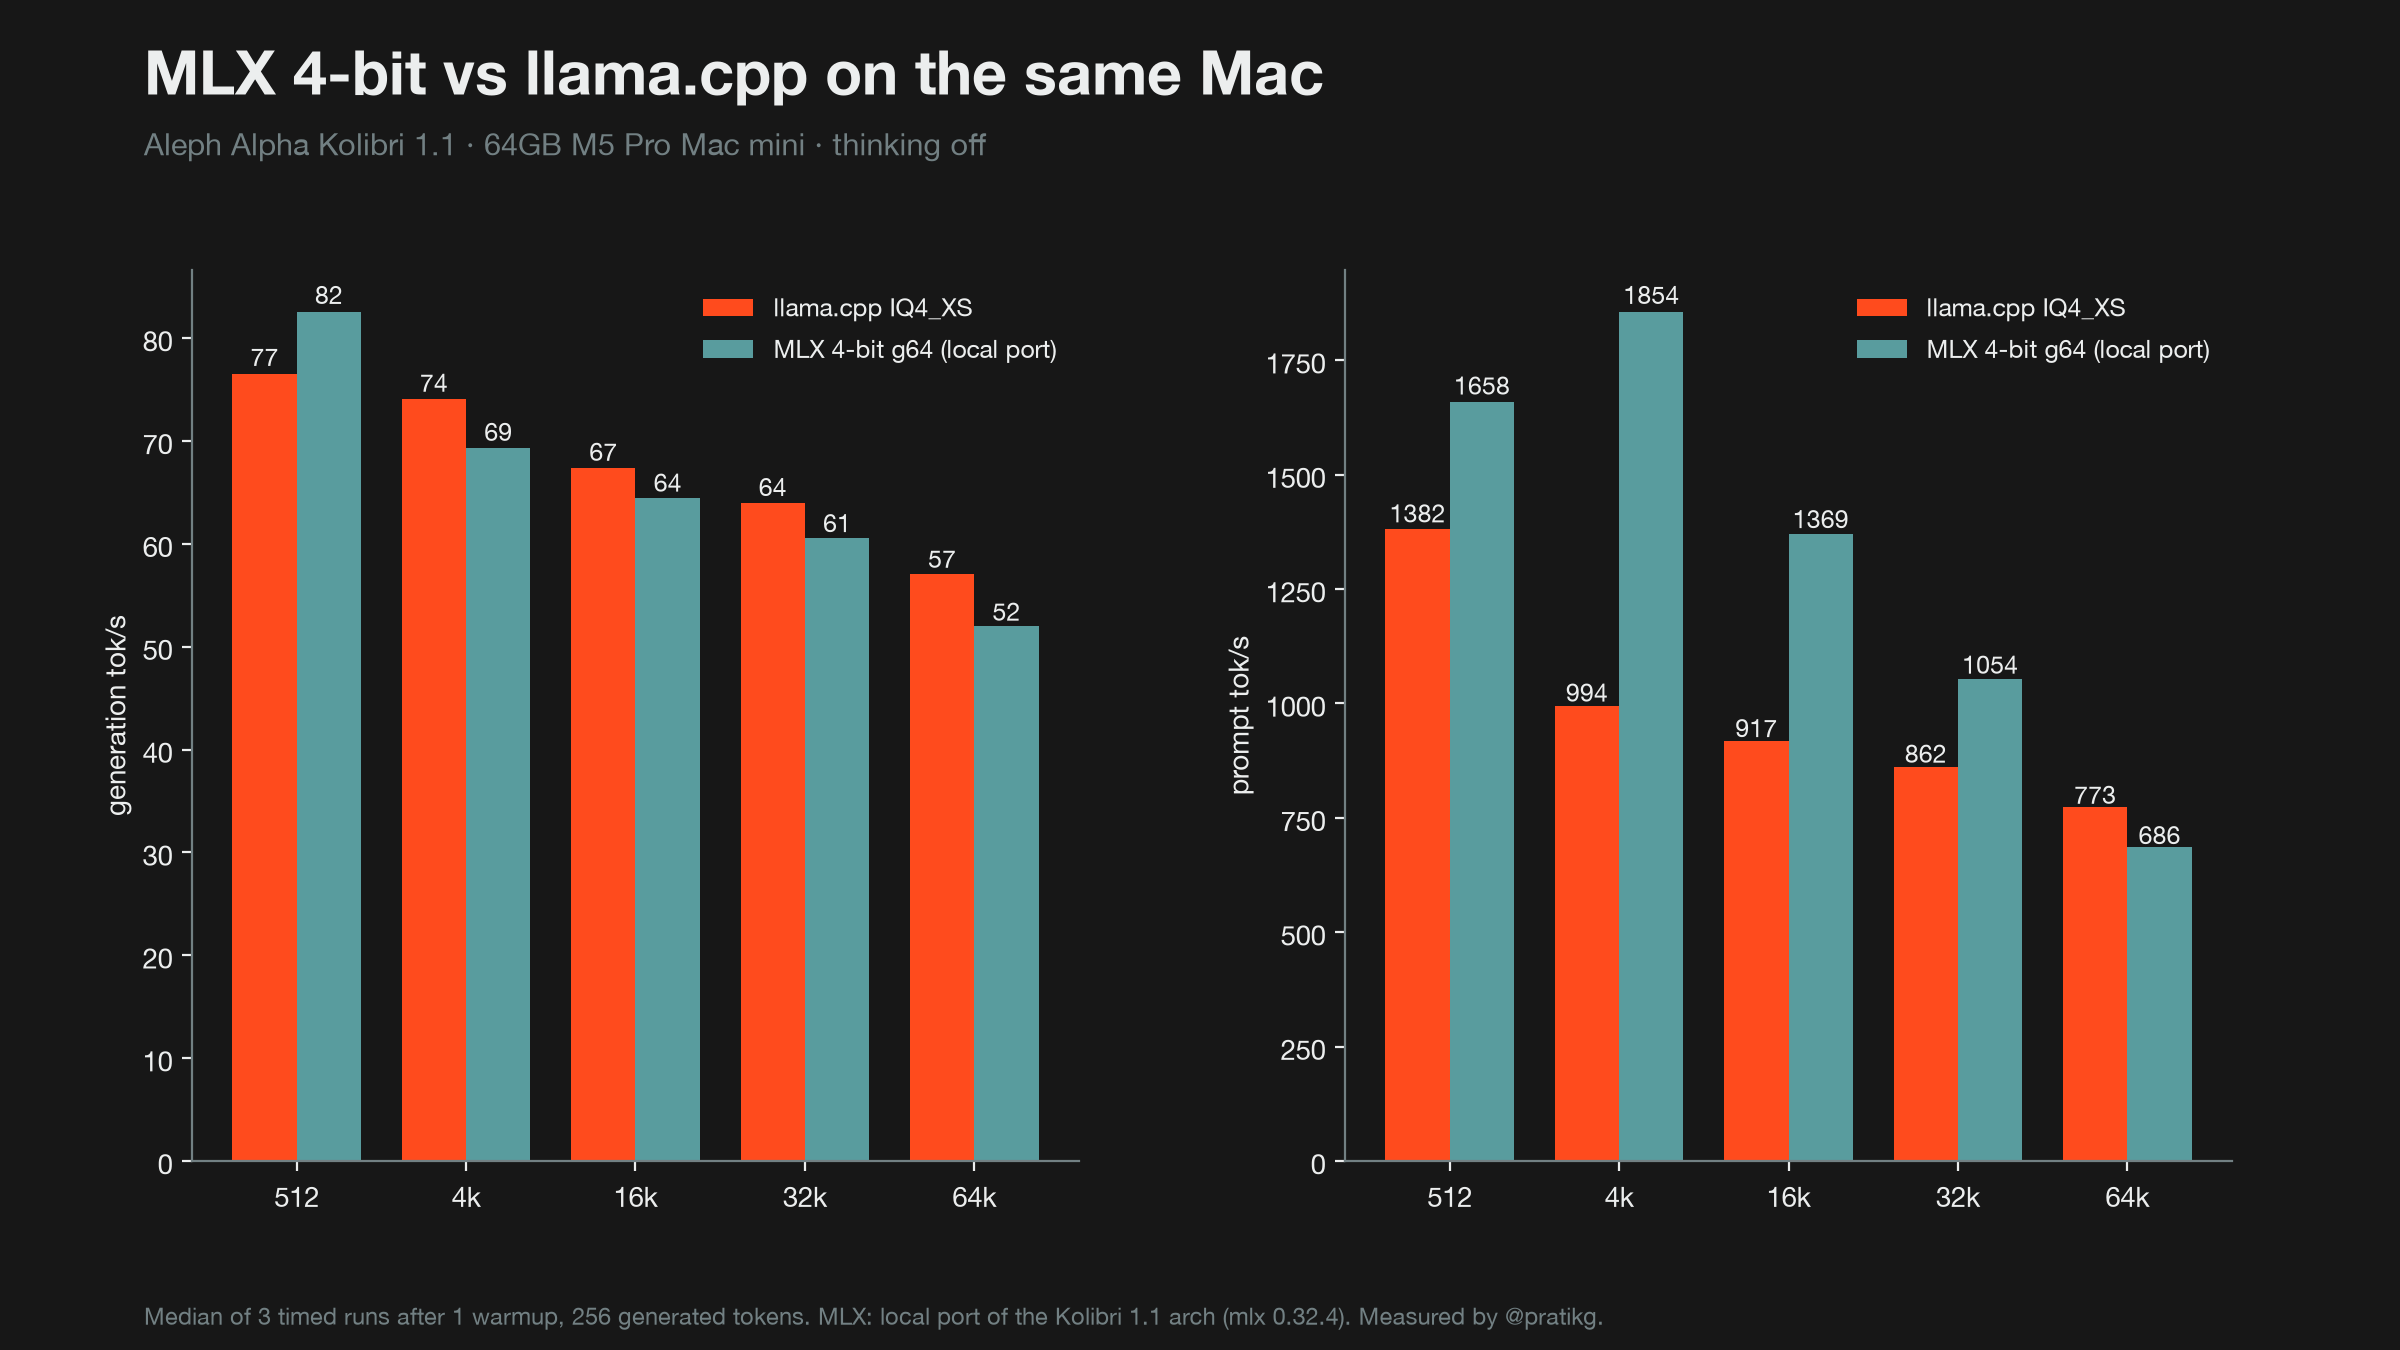 MLX 4-bit vs llama.cpp on the same Mac
Aleph Alpha Kolibri 1.1 · 64GB M5 Pro Mac mini · thinking off
generation tok/s
80
70
60
50
40
30
20
10
0
llama.cpp IQ4_XS
MLX 4-bit g64 (local port)
77
82
74
69
67
64
64
61
57
52
512
4k
16k
32k
64k
prompt tok/s
1750
1500
1250
1000
750
500
250
0
llama.cpp IQ4_XS
MLX 4-bit g64 (local port)
1382
1658
994
1854
917
1369
862
1054
773
686
512
4k
16k
32k
64k
Median of 3 timed runs after 1 warmup, 256 generated tokens. MLX: local port of the Kolibri 1.1 arch (mlx 0.32.4). Measured by @pratikg.